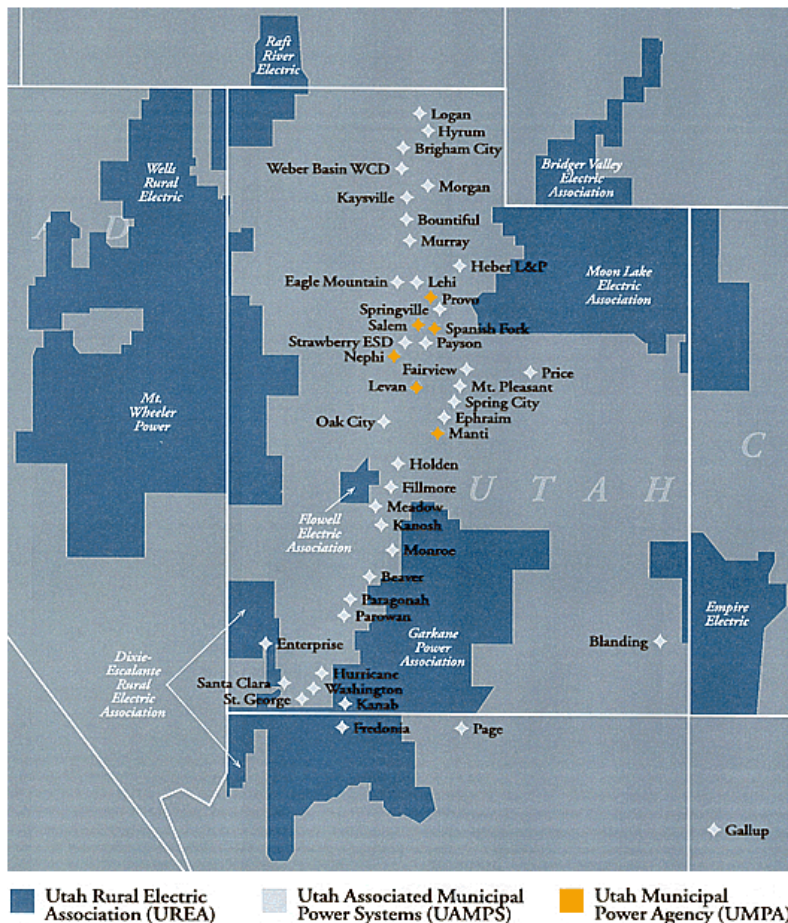 Raft
River
Electric
Logan
Hyrum
Brigham City
Wells
Rural
Electric
Weber Basin WCD
Bridger Valley
Electric
Association
Morgan
Kaysville
Bountiful
A D
Murray
Heber L&P
Moon Lake
Electric
Association
Eagle Mountain
Lehi
Provo
Springville
Salem
Spanish Fork
Strawberry ESD
Payson
Nephi
Fairview
Price
Levan
Mt. Pleasant
Mt.
Wheeler
Power
Spring City
Ephraim
Oak City
Manti
C
Holden
Fillmore
U T A H
Meadow
Flowell
Electric
Association
Kanosh
Monroe
Beaver
Paragonah
Parowan
Empire
Electric
Garkane
Power
Association
Enterprise
Blanding
Dixie-
Escalante
Rural
Electric
Association
Hurricane
Santa Clara
Washington
St. George
Kanab
Fredonia
Page
Gallup
Utah Rural Electric
Association (UREA)
Utah Associated Municipal
Power Systems (UAMPS)
Utah Municipal
Power Agency (UMPA)